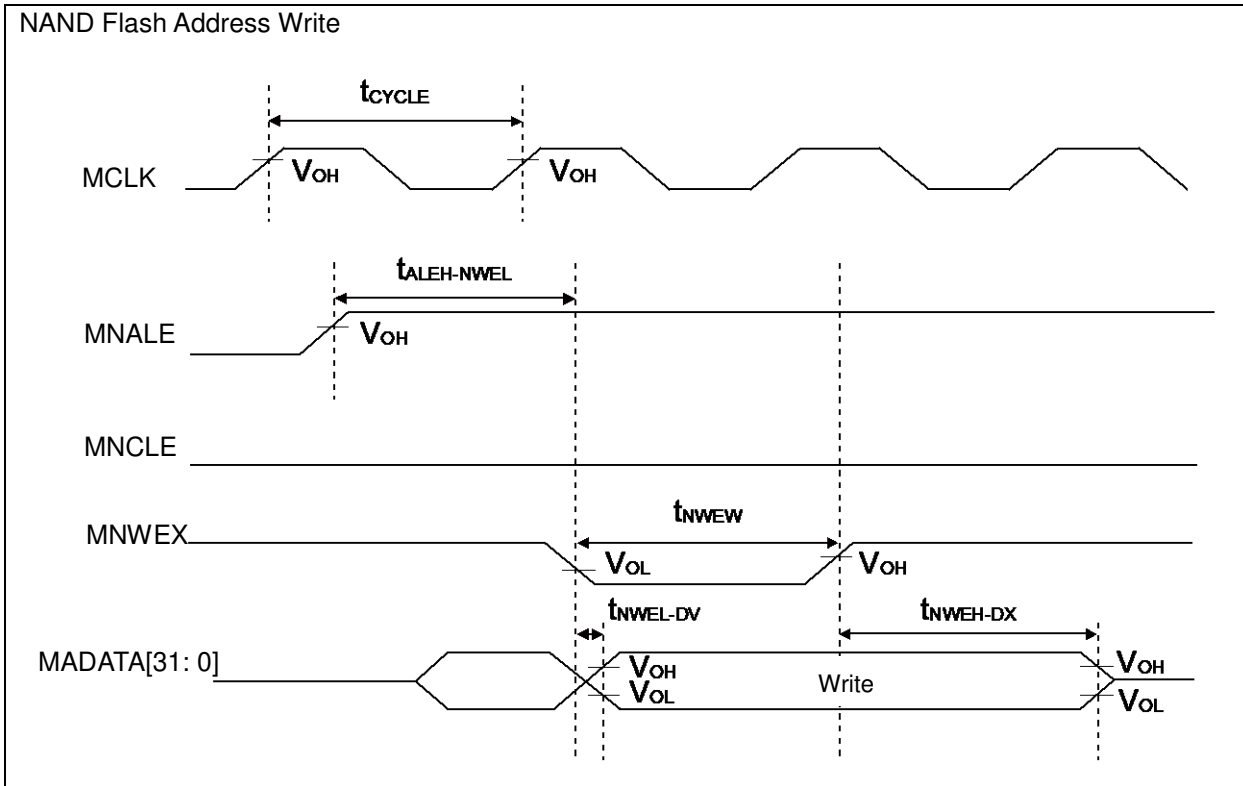 NAND Flash Address Write
tCYCLE
MCLK
VOH
VOH
tALEH-NWEL
MNALE
VOH
MNCLE
tNWEW
MNWEX
VOL
VOH
tNWEL-DV
tNWEH-DX
MADATA[31: 0]
VOH
VOL
Write
VOH
VOL